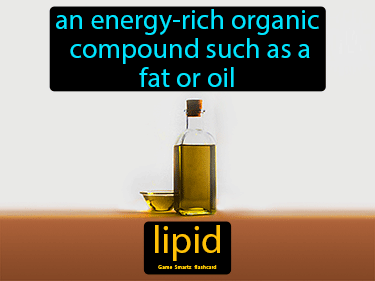 an energy-rich organic
compound such as a
fat or oil
lipid
Game Smartz flashcard